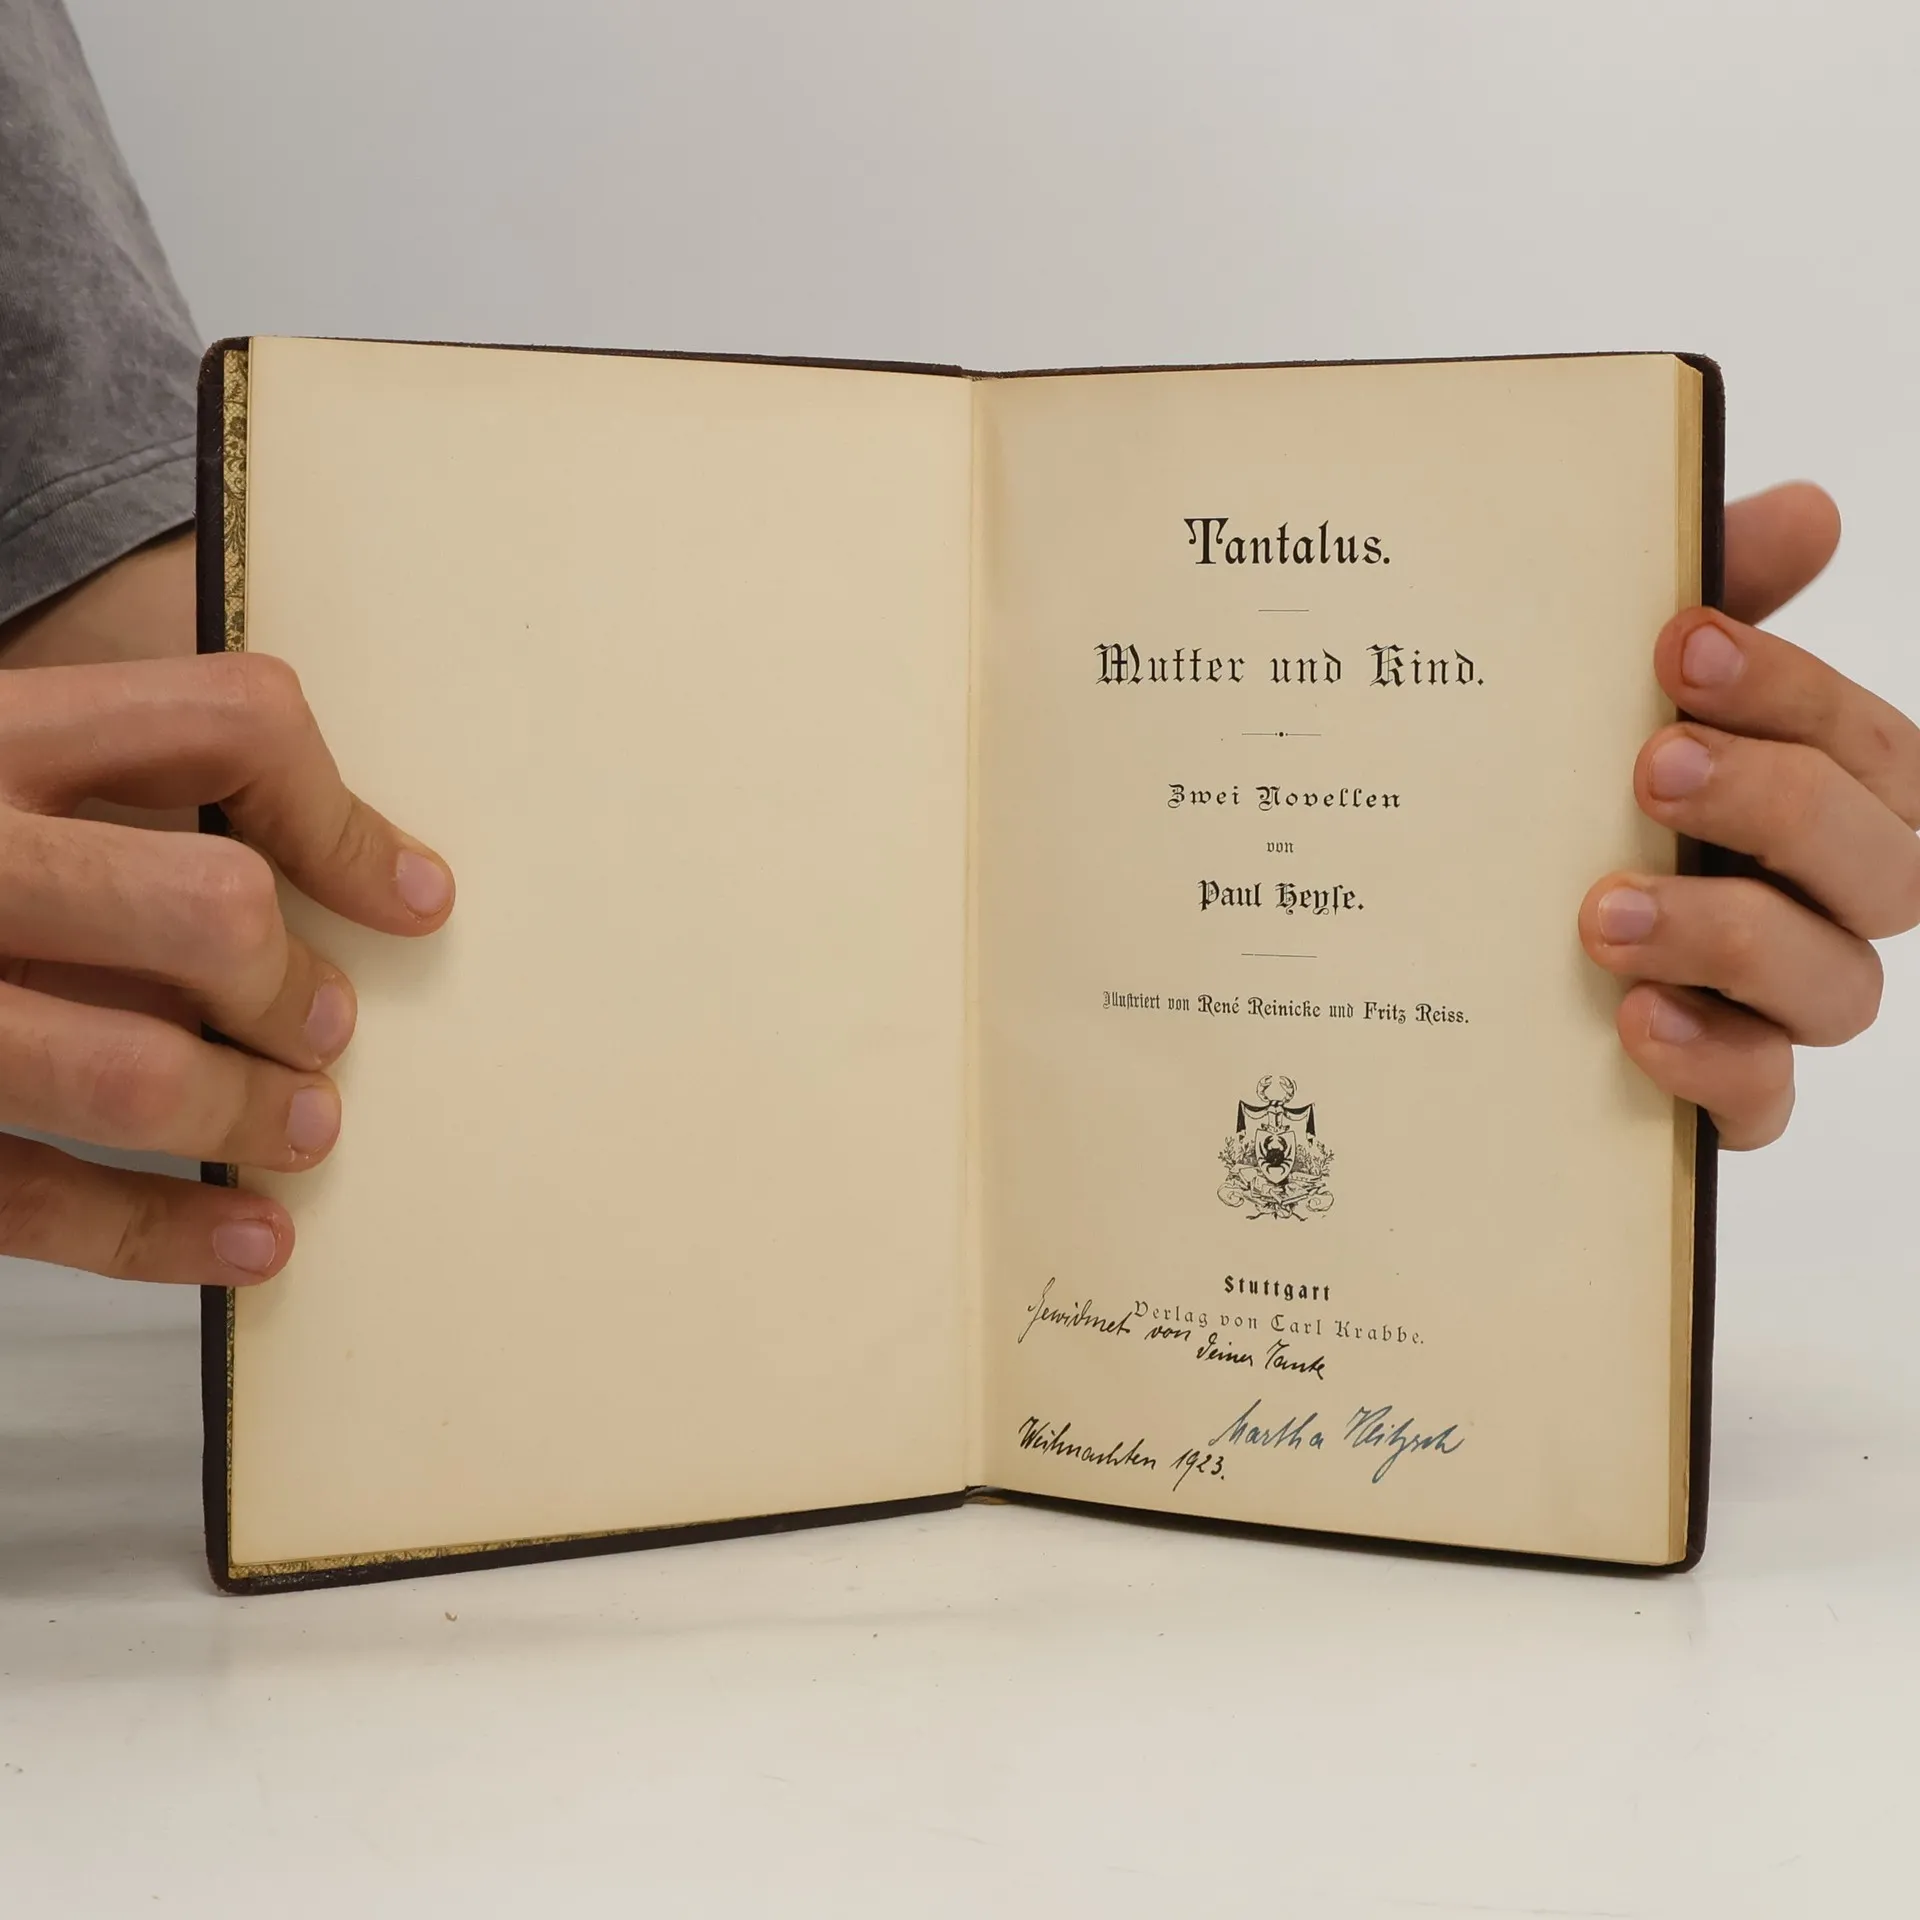 Tantalus.
Mutter und Kind.
Zwei Novellen
von
Paul Heyse.
Illustriert von René Reinicke und Fritz Reiss.
Stuttgart
Verlag von Carl Krabbe.
Gewidmet von
Deiner Tante
Martha
Weihnachten 1923.